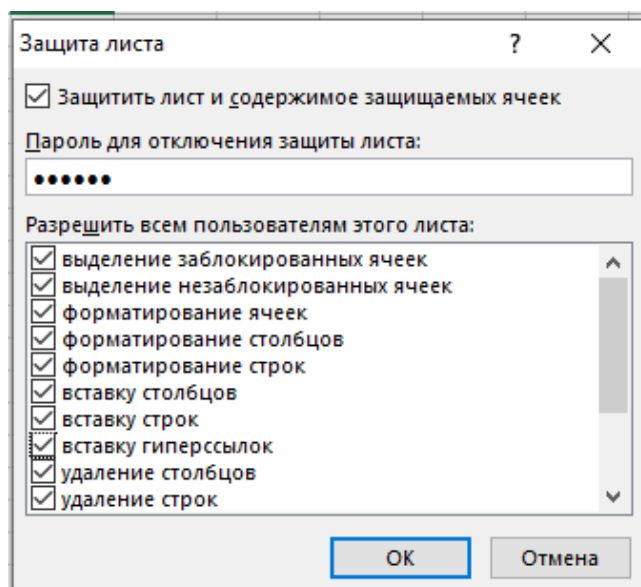 Защита листа
Защитить лист и содержимое защищаемых ячеек
Пароль для отключения защиты листа:
••••••
Разрешить всем пользователям этого листа:
выделение заблокированных ячеек
выделение незаблокированных ячеек
форматирование ячеек
форматирование столбцов
форматирование строк
вставку столбцов
вставку строк
вставку гиперссылок
удаление столбцов
удаление строк
ОК Отмена